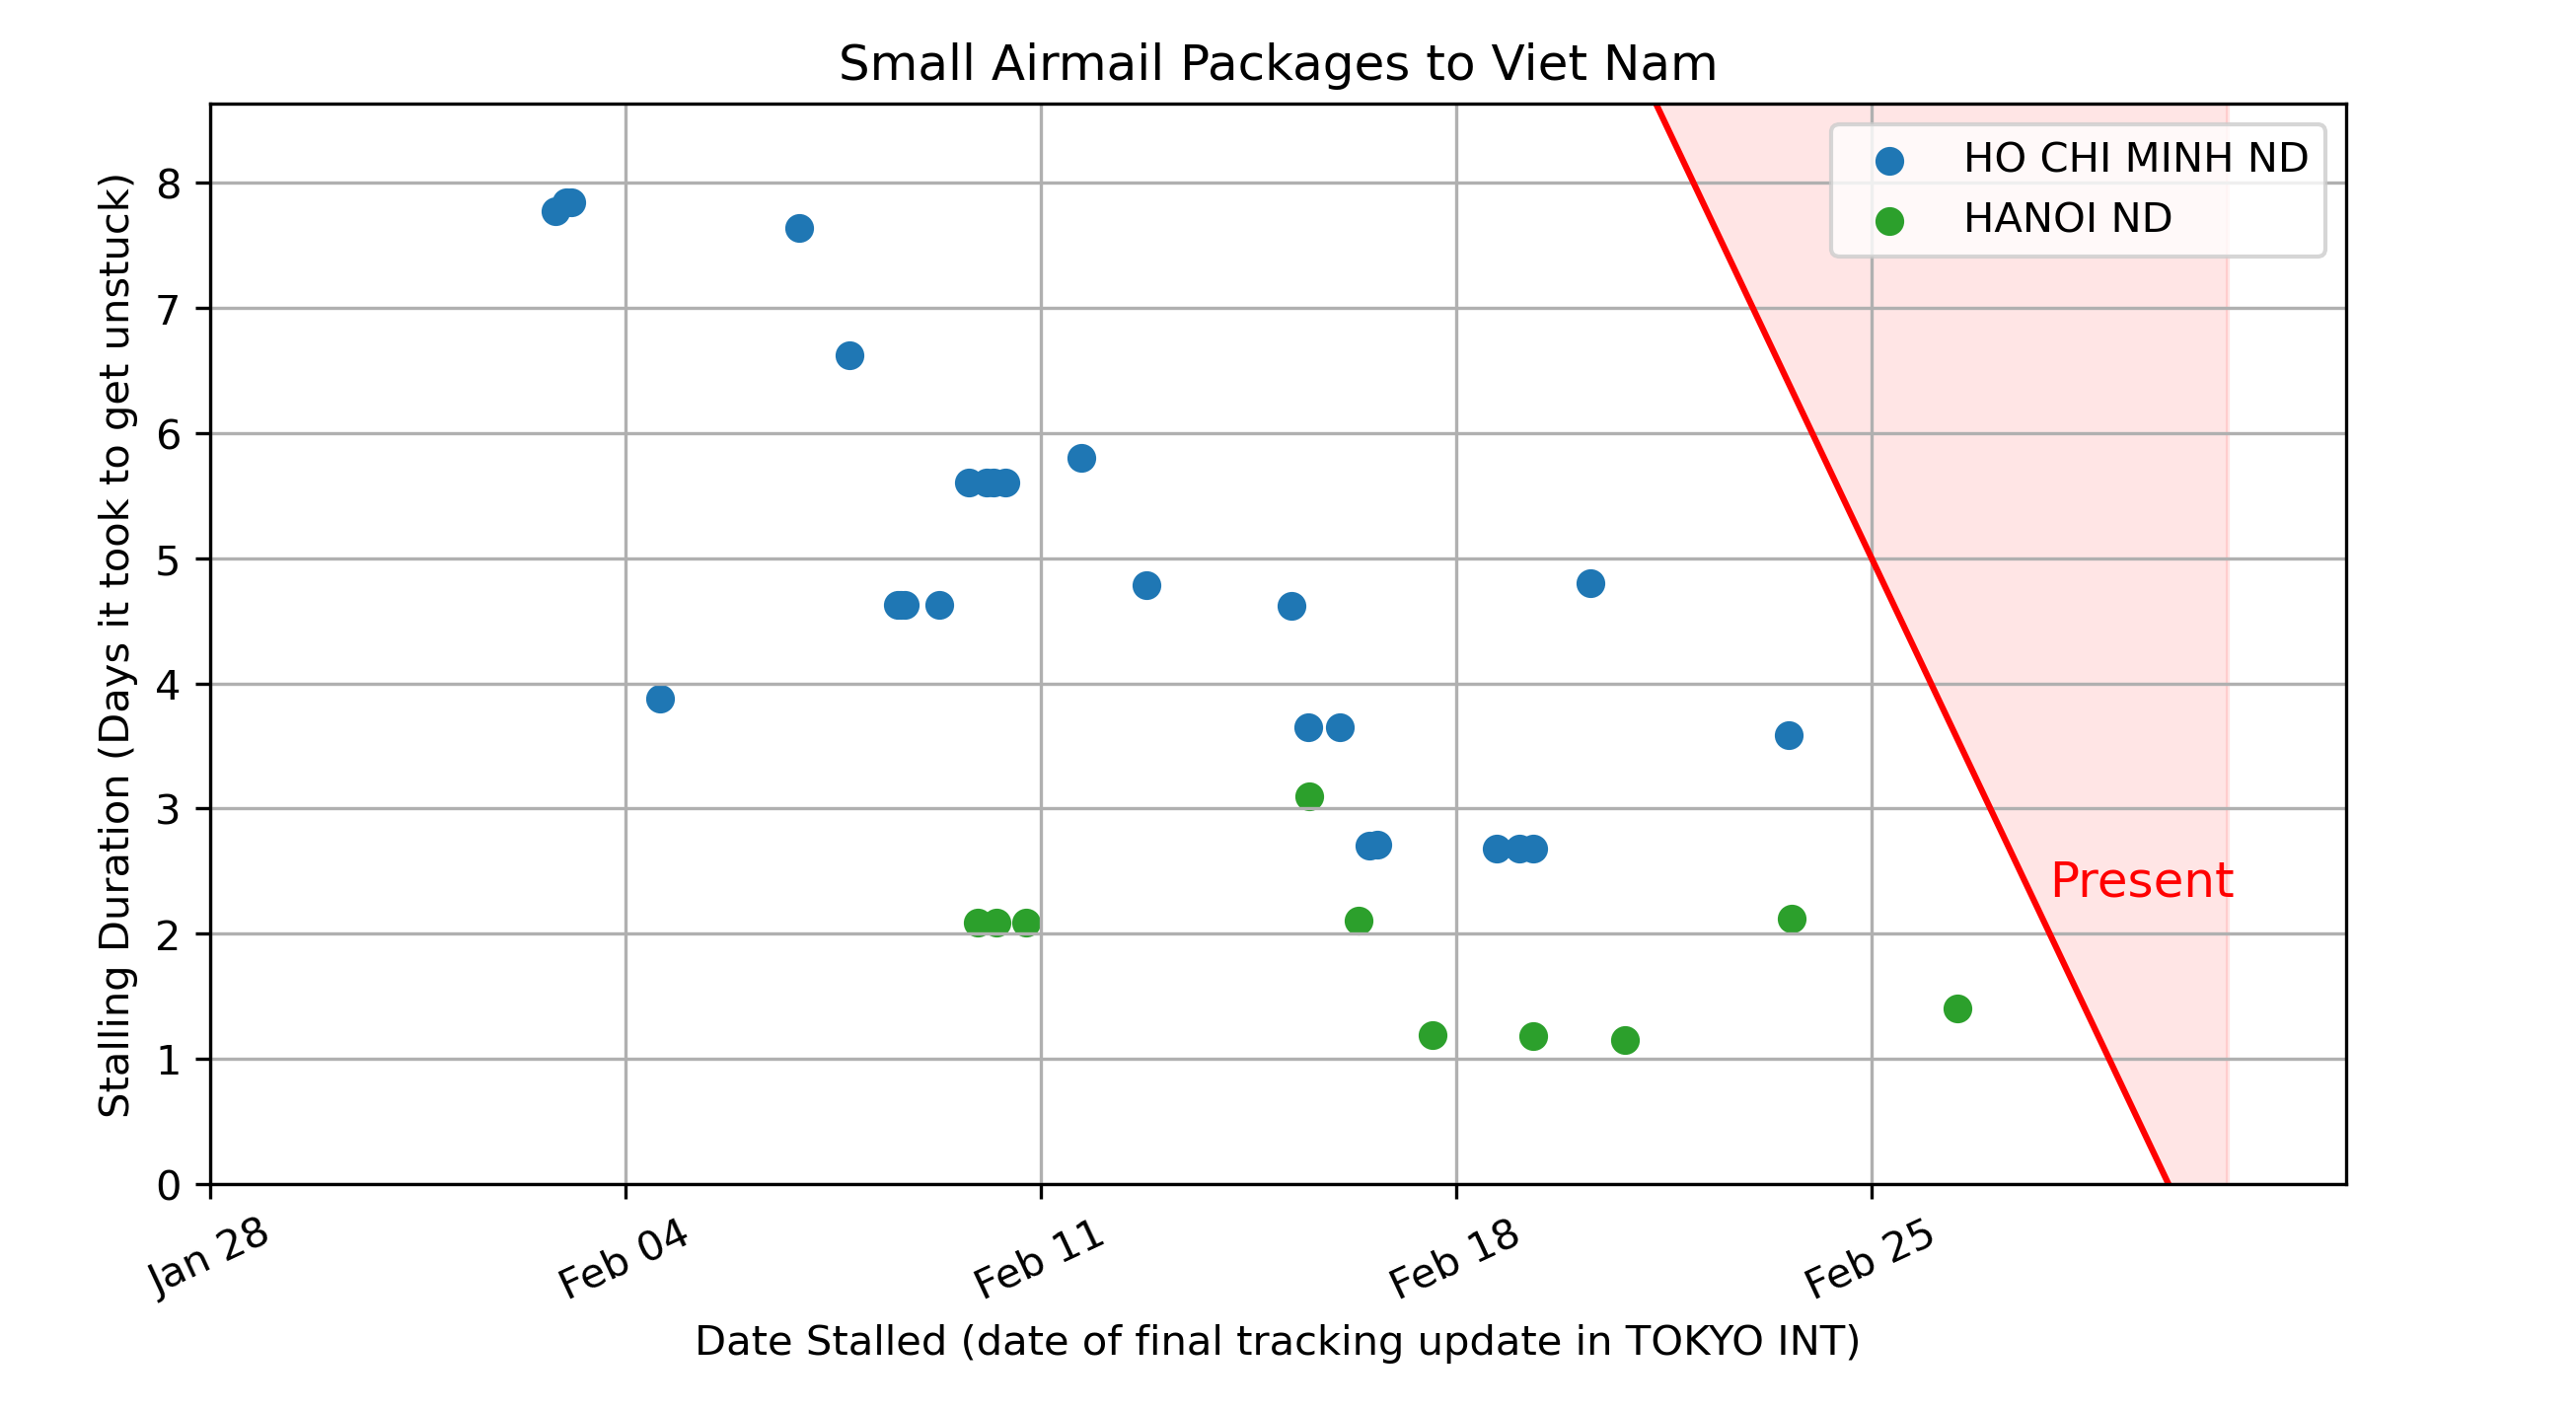 Small Airmail Packages to Viet Nam
Stalling Duration (Days it took to get unstuck)
8
7
6
5
4
3
2
1
0
HO CHI MINH ND
HANOI ND
Present
Jan 28
Feb 04
Feb 11
Feb 18
Feb 25
Date Stalled (date of final tracking update in TOKYO INT)